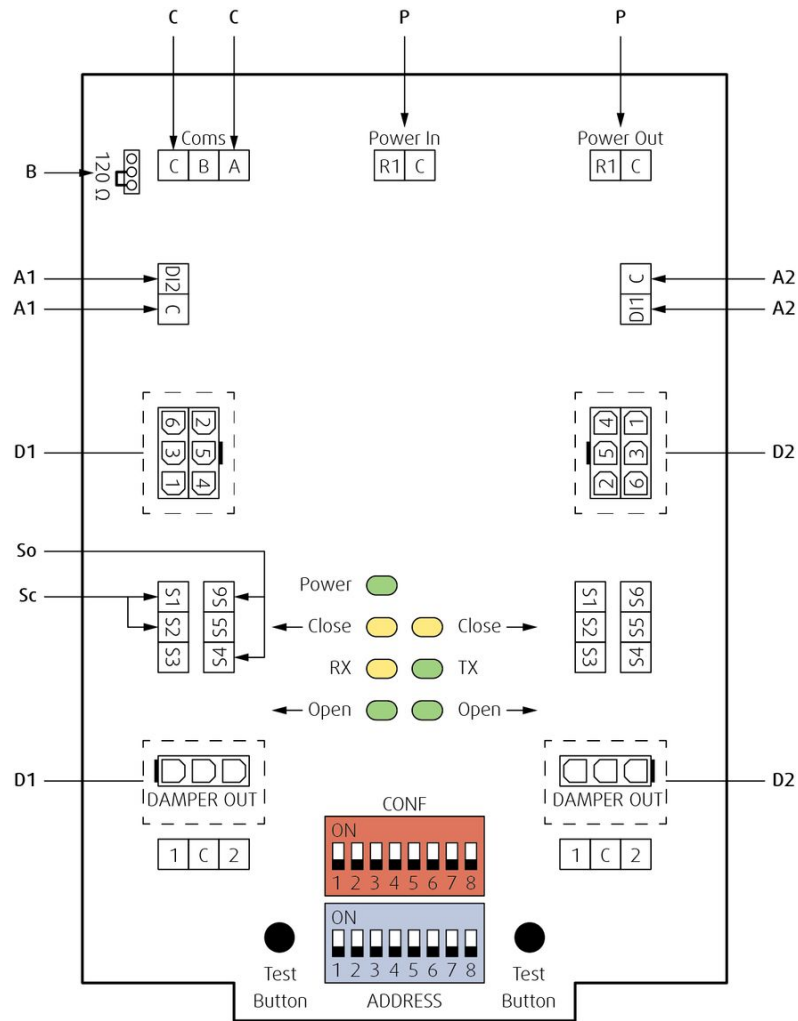 C C P P
Coms Power In Power Out
B 120 Ω C B A R1 C R1 C
A1 DI2 C A2
A1 C DI1 A2
6 2 4 1
D1 3 5 5 3 D2
1 4 2 6
So
Sc S1 S6 Power S1 S6
S2 S5 Close Close S2 S5
S3 S4 RX TX S3 S4
Open Open
D1 D2
DAMPER OUT DAMPER OUT
CONF
1 C 2 ON 1 C 2
1 2 3 4 5 6 7 8
ON
1 2 3 4 5 6 7 8
Test Test
Button ADDRESS Button